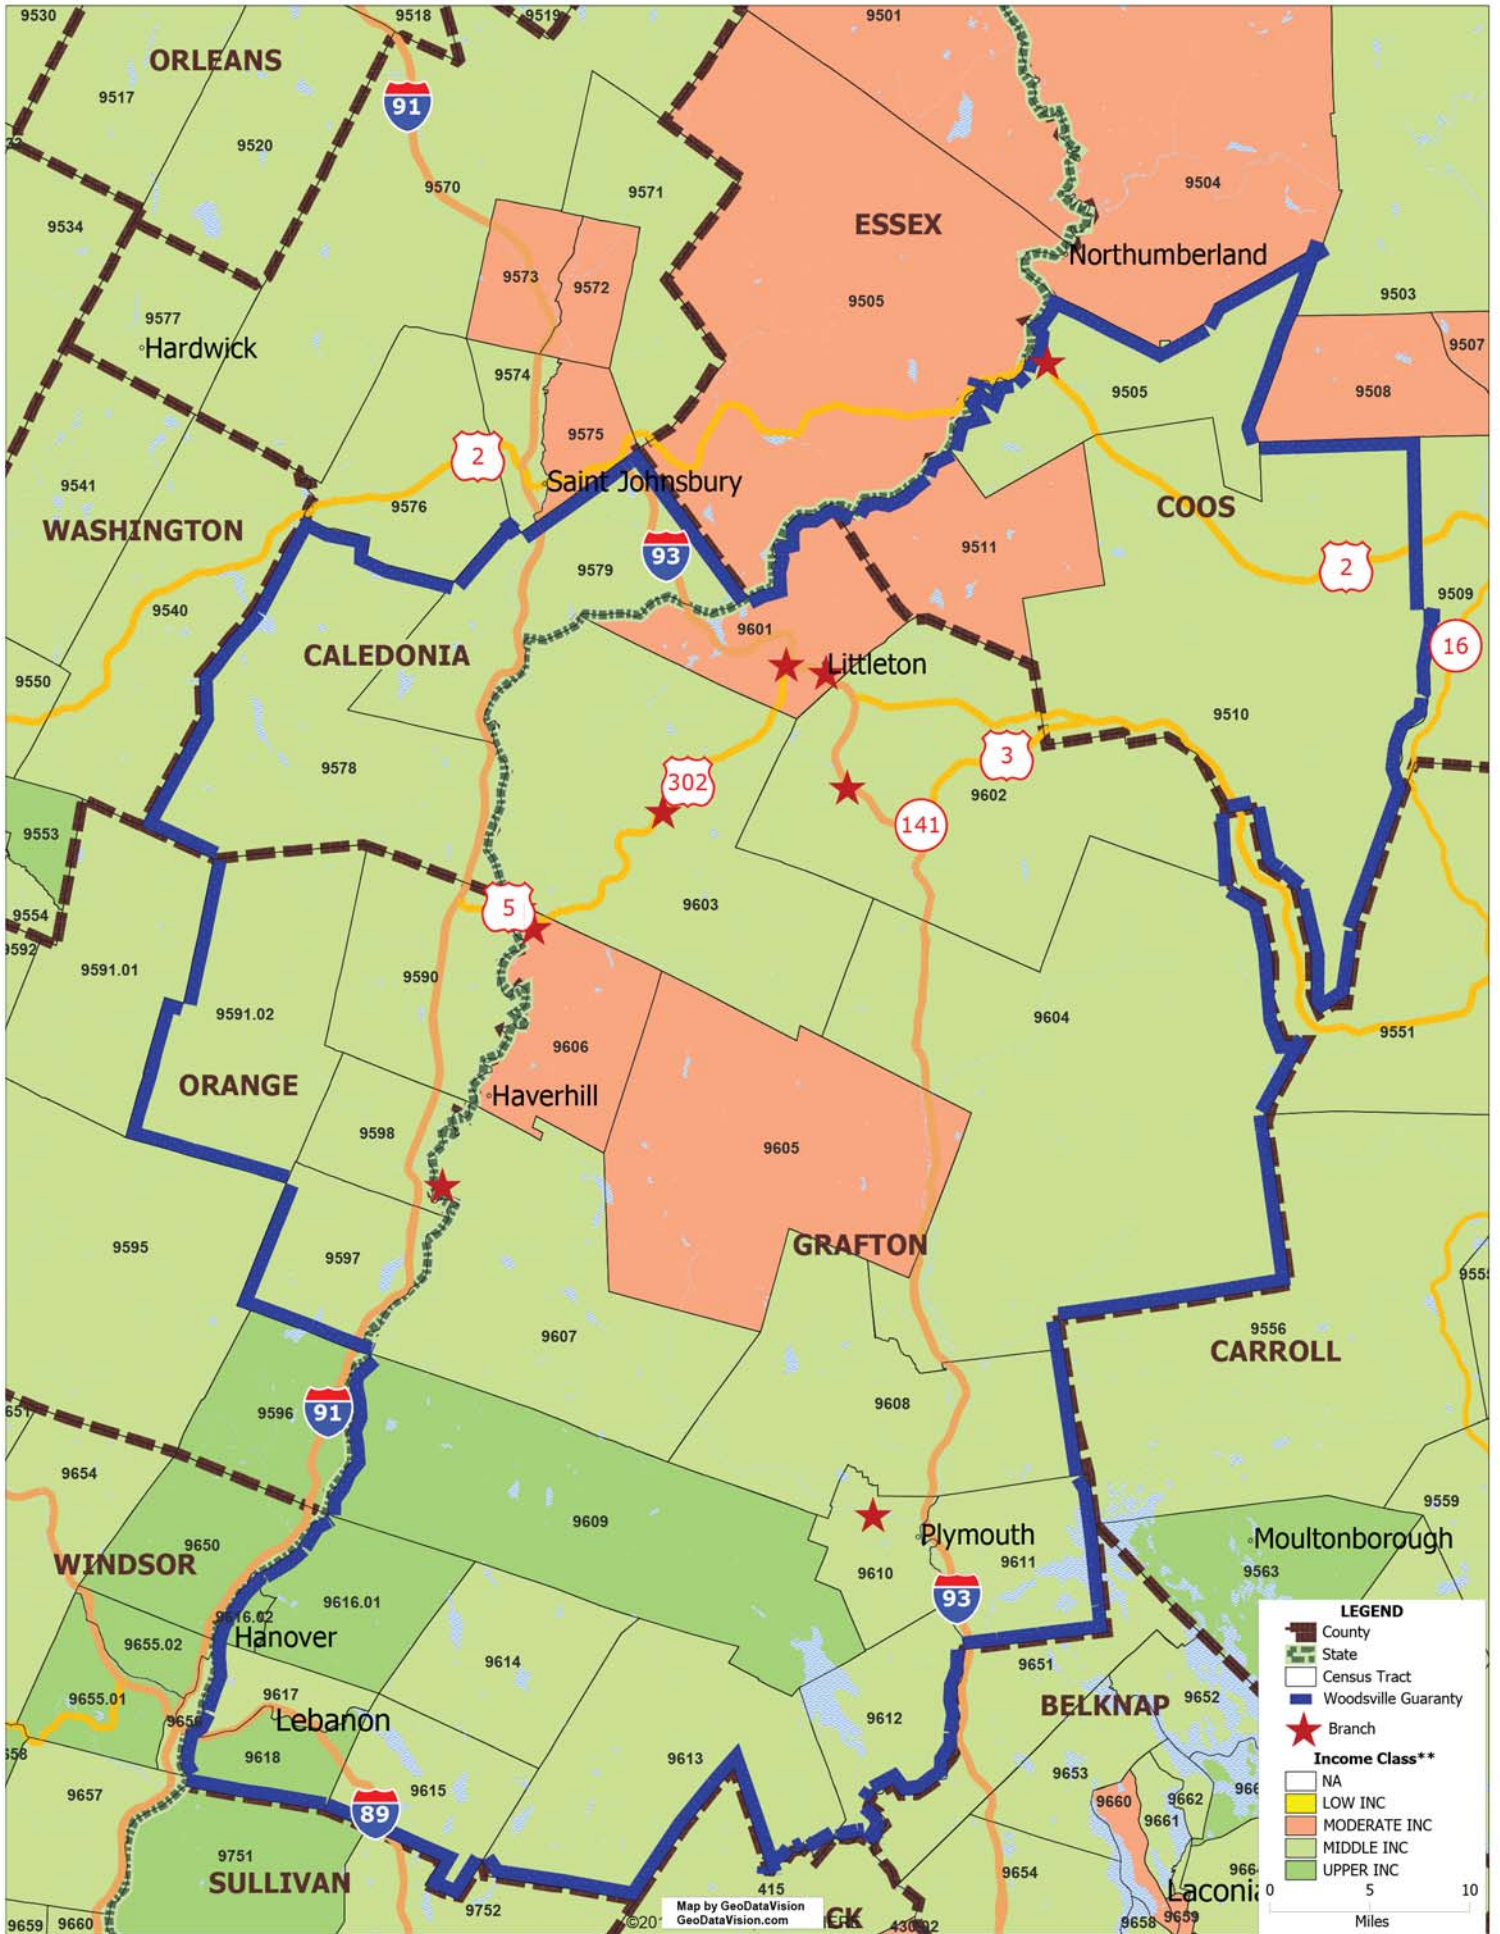 9530
9518
9519
9501
ORLEANS
91
9517
9520
9570
9571
9504
9534
ESSEX
Northumberland
9573
9572
9505
9503
9577
Hardwick
9574
9505
9507
9508
9575
2
Saint Johnsbury
9541
WASHINGTON
9576
COOS
93
9511
2
9579
9509
9540
9601
16
CALEDONIA
Littleton
9550
9510
3
9578
302
9602
141
9553
5
9603
9554
9592
9591.01
9590
9591.02
9604
9551
9606
ORANGE
Haverhill
9598
9605
9595
GRAFTON
9597
9607
9556
CARROLL
9596
91
9608
9654
9559
9609
Plymouth
Moultonborough
9650
WINDSOR
9610
9611
9563
93
9616.02
9616.01
Hanover
9655.02
9614
9651
9655.01
9617
BELKNAP
9652
Lebanon
9612
9618
9613
9653
9657
9615
9660
9662
9661
89
9751
SULLIVAN
9654
415
Laconia
9752
9659
9660
430.02
9658
9659
Map by GeoDataVision
GeoDataVision.com
LEGEND
County
State
Census Tract
Woodsville Guaranty
Branch
Income Class**
NA
LOW INC
MODERATE INC
MIDDLE INC
UPPER INC
0 5 10
Miles